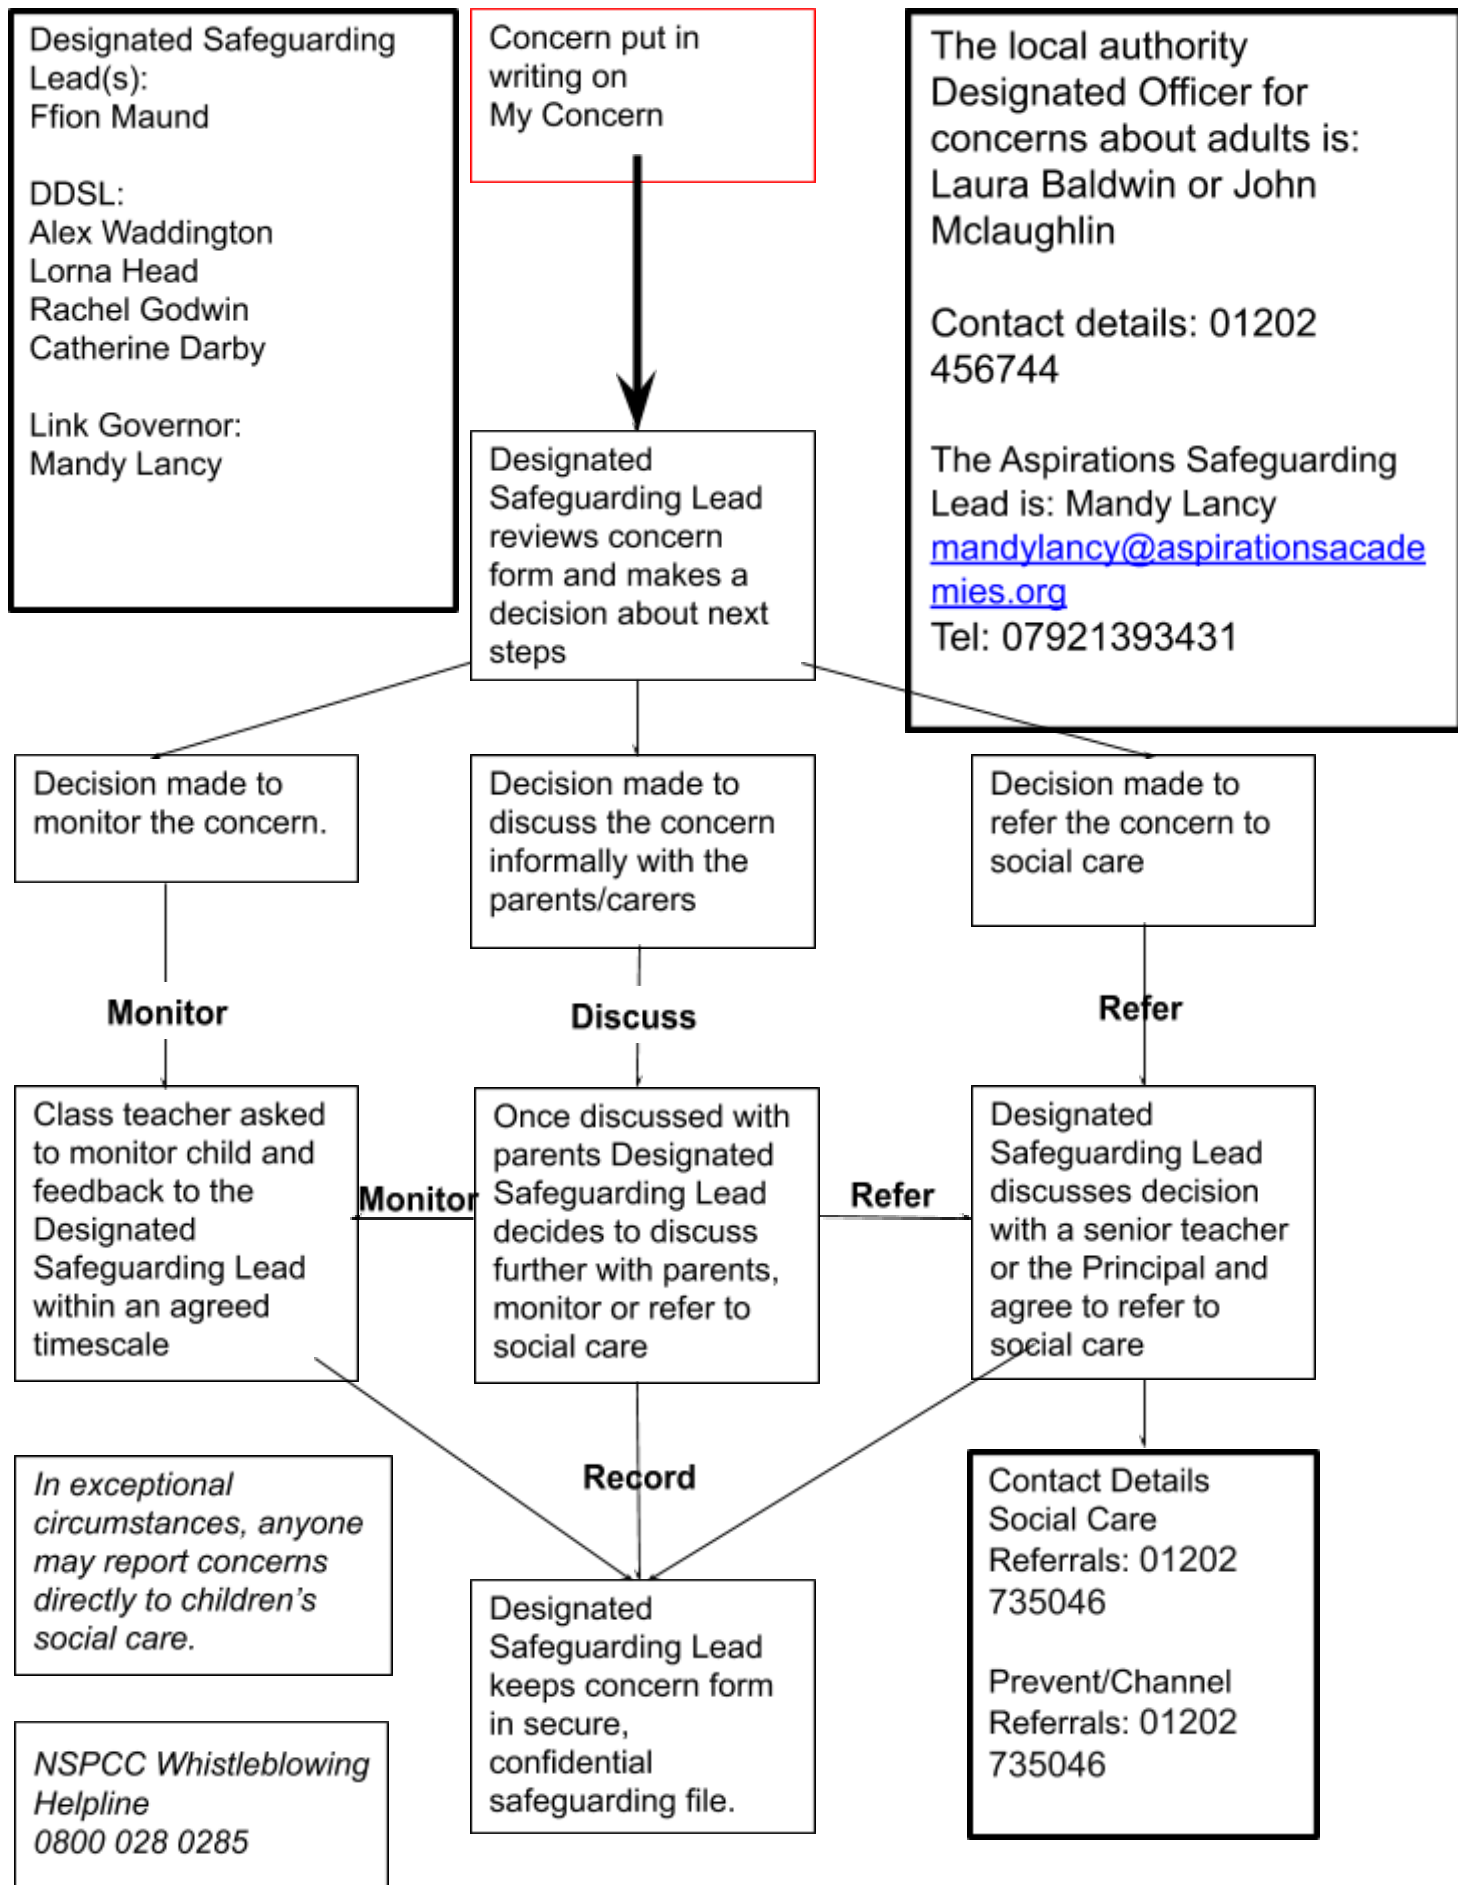 Designated Safeguarding
Lead(s):
Ffion Maund
DDSL:
Alex Waddington
Lorna Head
Rachel Godwin
Catherine Darby
Link Governor:
Mandy Lancy
Concern put in
writing on
My Concern
The local authority
Designated Officer for
concerns about adults is:
Laura Baldwin or John
Mclaughlin
Contact details: 01202
456744
The Aspirations Safeguarding
Lead is: Mandy Lancy
mandylancy@aspirationsacade
mies.org
Tel: 07921393431
Designated
Safeguarding Lead
reviews concern
form and makes a
decision about next
steps
Decision made to
monitor the concern.
Decision made to
discuss the concern
informally with the
parents/carers
Decision made to
refer the concern to
social care
Monitor
Discuss
Refer
Class teacher asked
to monitor child and
feedback to the
Designated
Safeguarding Lead
within an agreed
timescale
Monitor
Once discussed with
parents Designated
Safeguarding Lead
decides to discuss
further with parents,
monitor or refer to
social care
Refer
Designated
Safeguarding Lead
discusses decision
with a senior teacher
or the Principal and
agree to refer to
social care
In exceptional
circumstances, anyone
may report concerns
directly to children’s
social care.
Record
Contact Details
Social Care
Referrals: 01202
735046
Prevent/Channel
Referrals: 01202
735046
Designated
Safeguarding Lead
keeps concern form
in secure,
confidential
safeguarding file.
NSPCC Whistleblowing
Helpline
0800 028 0285